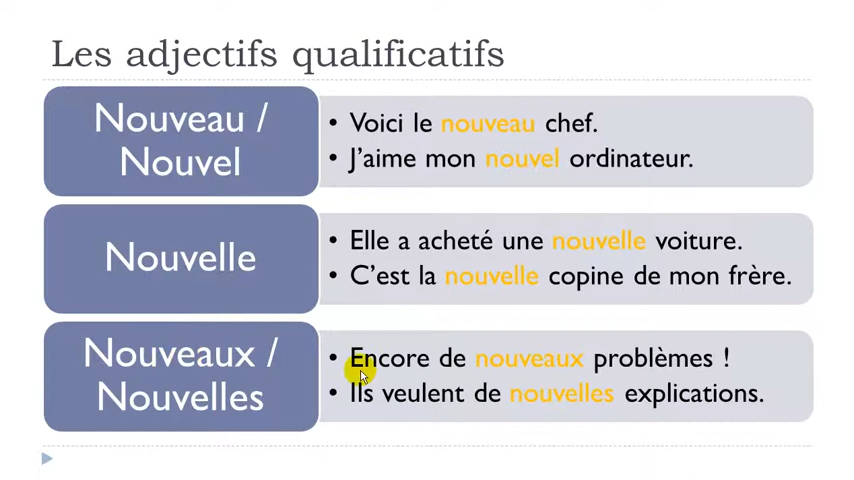 Les adjectifs qualificatifs
Nouveau /
Nouvel
• Voici le nouveau chef.
• J'aime mon nouvel ordinateur.
Nouvelle
• Elle a acheté une nouvelle voiture.
• C'est la nouvelle copine de mon frère.
Nouveaux /
Nouvelles
• Encore de nouveaux problèmes !
• Ils veulent de nouvelles explications.